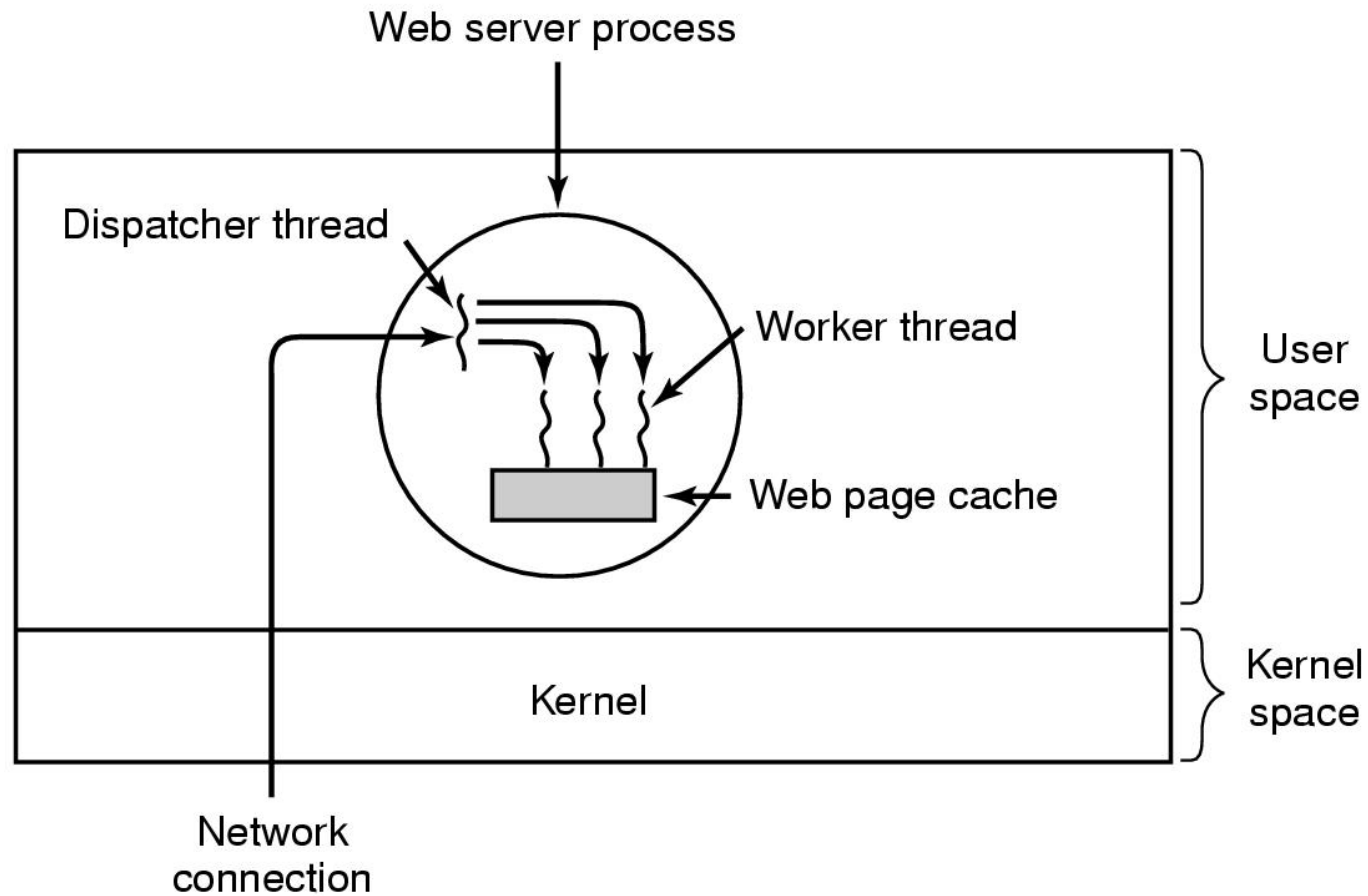 Web server process
Dispatcher thread
Worker thread
User
space
Web page cache
Kernel
Kernel
space
Network
connection